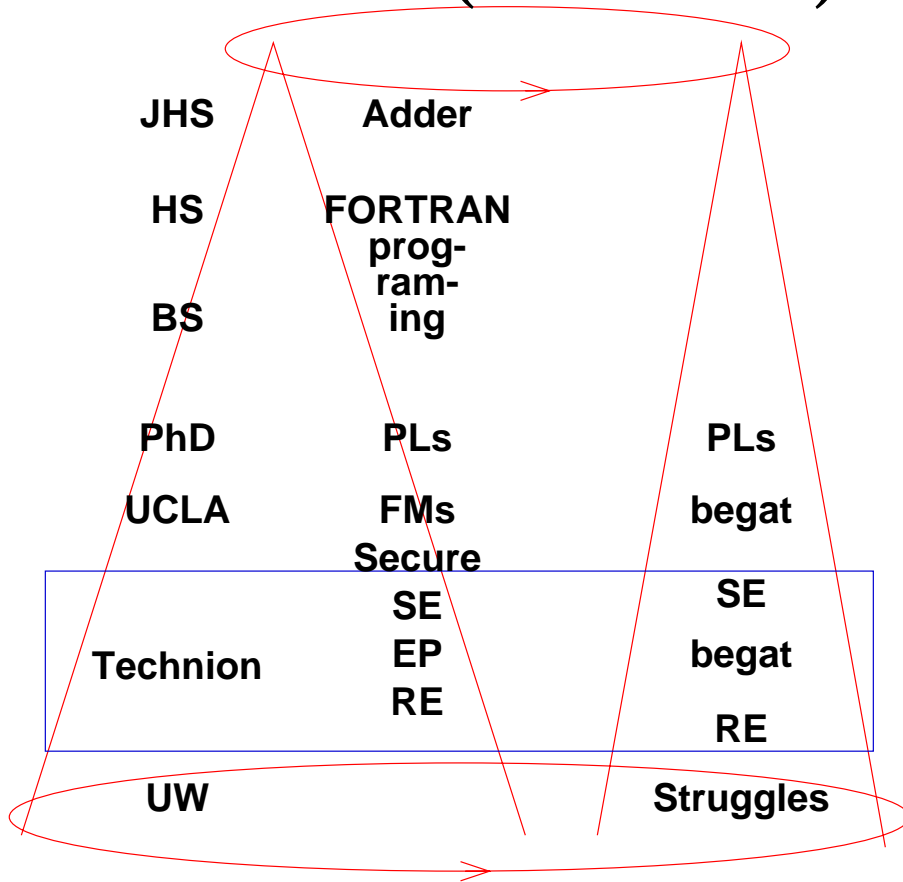 JHS Adder
HS FORTRAN
prog-
ram-
BS ing
PhD PLs PLs
UCLA FMs begat
Secure
SE SE
Technion EP begat
RE RE
UW Struggles